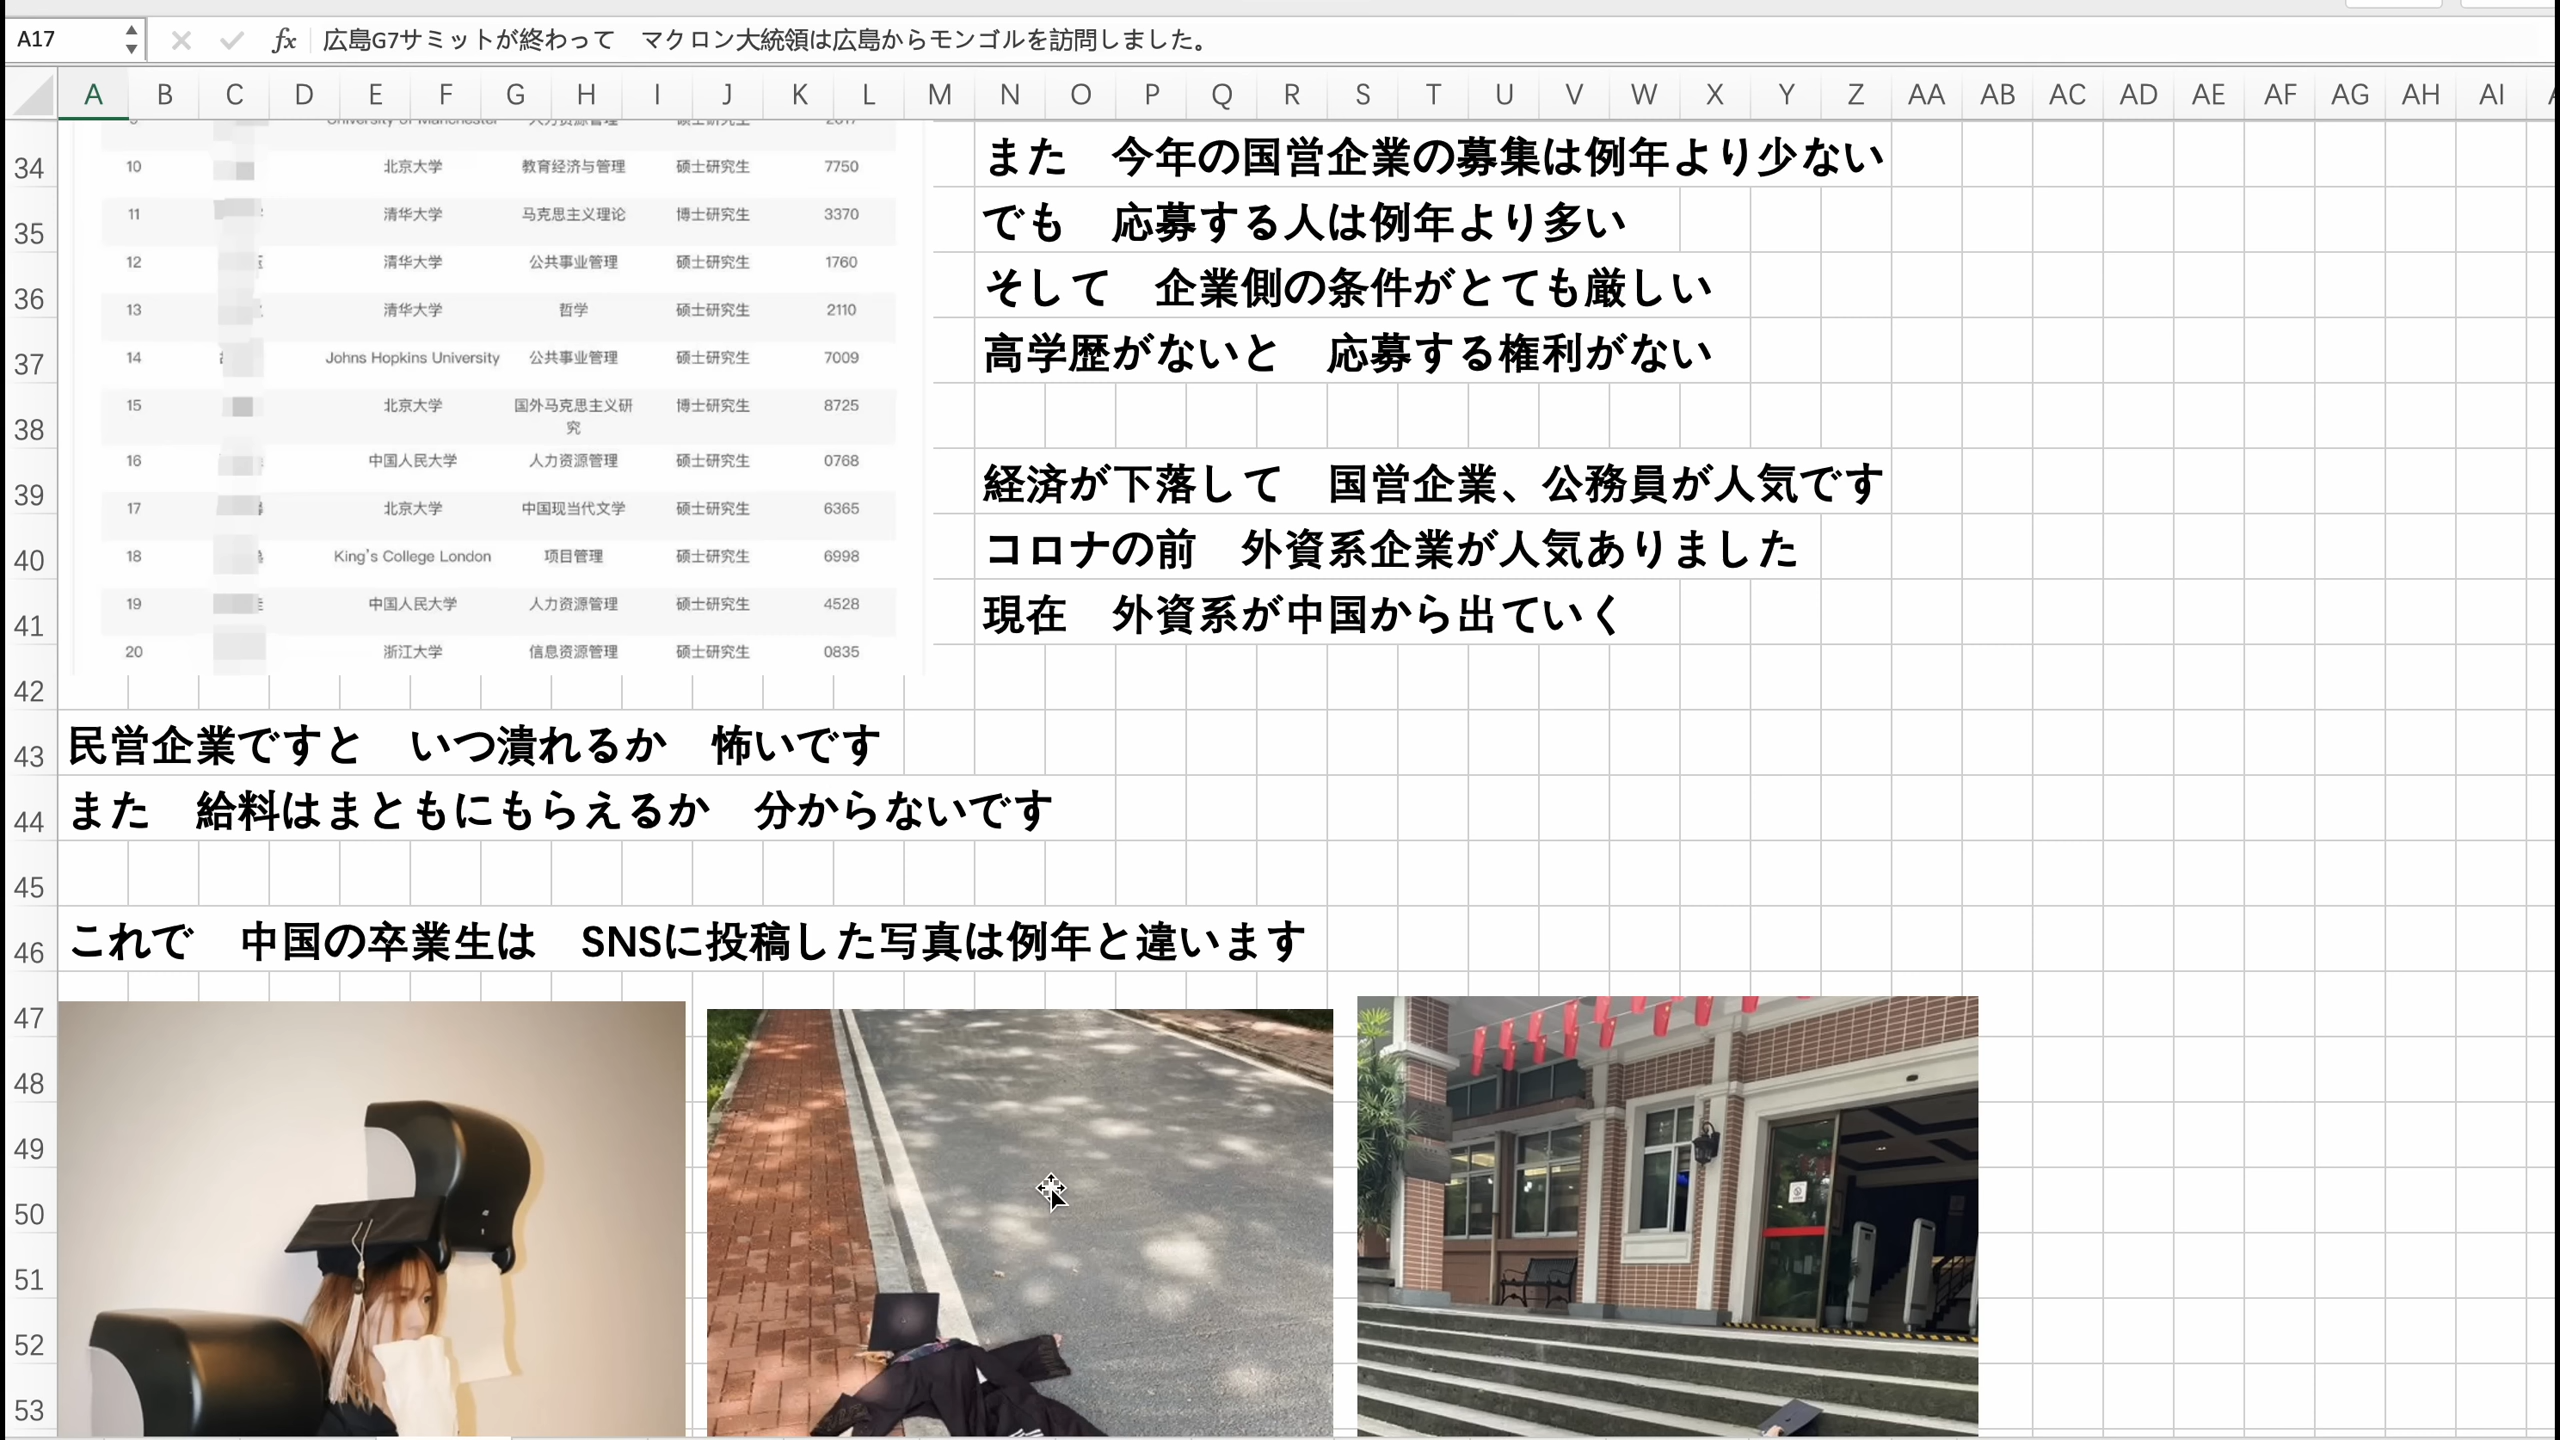 A17
fx
広島G7サミットが終わって　マクロン大統領は広島からモンゴルを訪問しました。
A B C D E F G H I J K L M N O P Q R S T U V W X Y Z AA AB AC AD AE AF AG AH AI
University of Manchester 人力资源管理 硕士研究生 2017
10 北京大学 教育经济与管理 硕士研究生 7750
11 清华大学 马克思主义理论 博士研究生 3370
12 清华大学 公共事业管理 硕士研究生 1760
13 清华大学 哲学 硕士研究生 2110
14 Johns Hopkins University 公共事业管理 硕士研究生 7009
15 北京大学 国外马克思主义研 博士研究生 8725
究
16 中国人民大学 人力资源管理 硕士研究生 0768
17 北京大学 中国现当代文学 硕士研究生 6365
18 King's College London 项目管理 硕士研究生 6998
19 中国人民大学 人力资源管理 硕士研究生 4528
20 浙江大学 信息资源管理 硕士研究生 0835
34 また　今年の国営企業の募集は例年より少ない
35 でも　応募する人は例年より多い
36 そして　企業側の条件がとても厳しい
37 高学歴がないと　応募する権利がない
38
39 経済が下落して　国営企業、公務員が人気です
40 コロナの前　外資系企業が人気ありました
41 現在　外資系が中国から出ていく
42
43 民営企業ですと　いつ潰れるか　怖いです
44 また　給料はまともにもらえるか　分からないです
45
46 これで　中国の卒業生は　SNSに投稿した写真は例年と違います
47
48
49
50
51
52
53